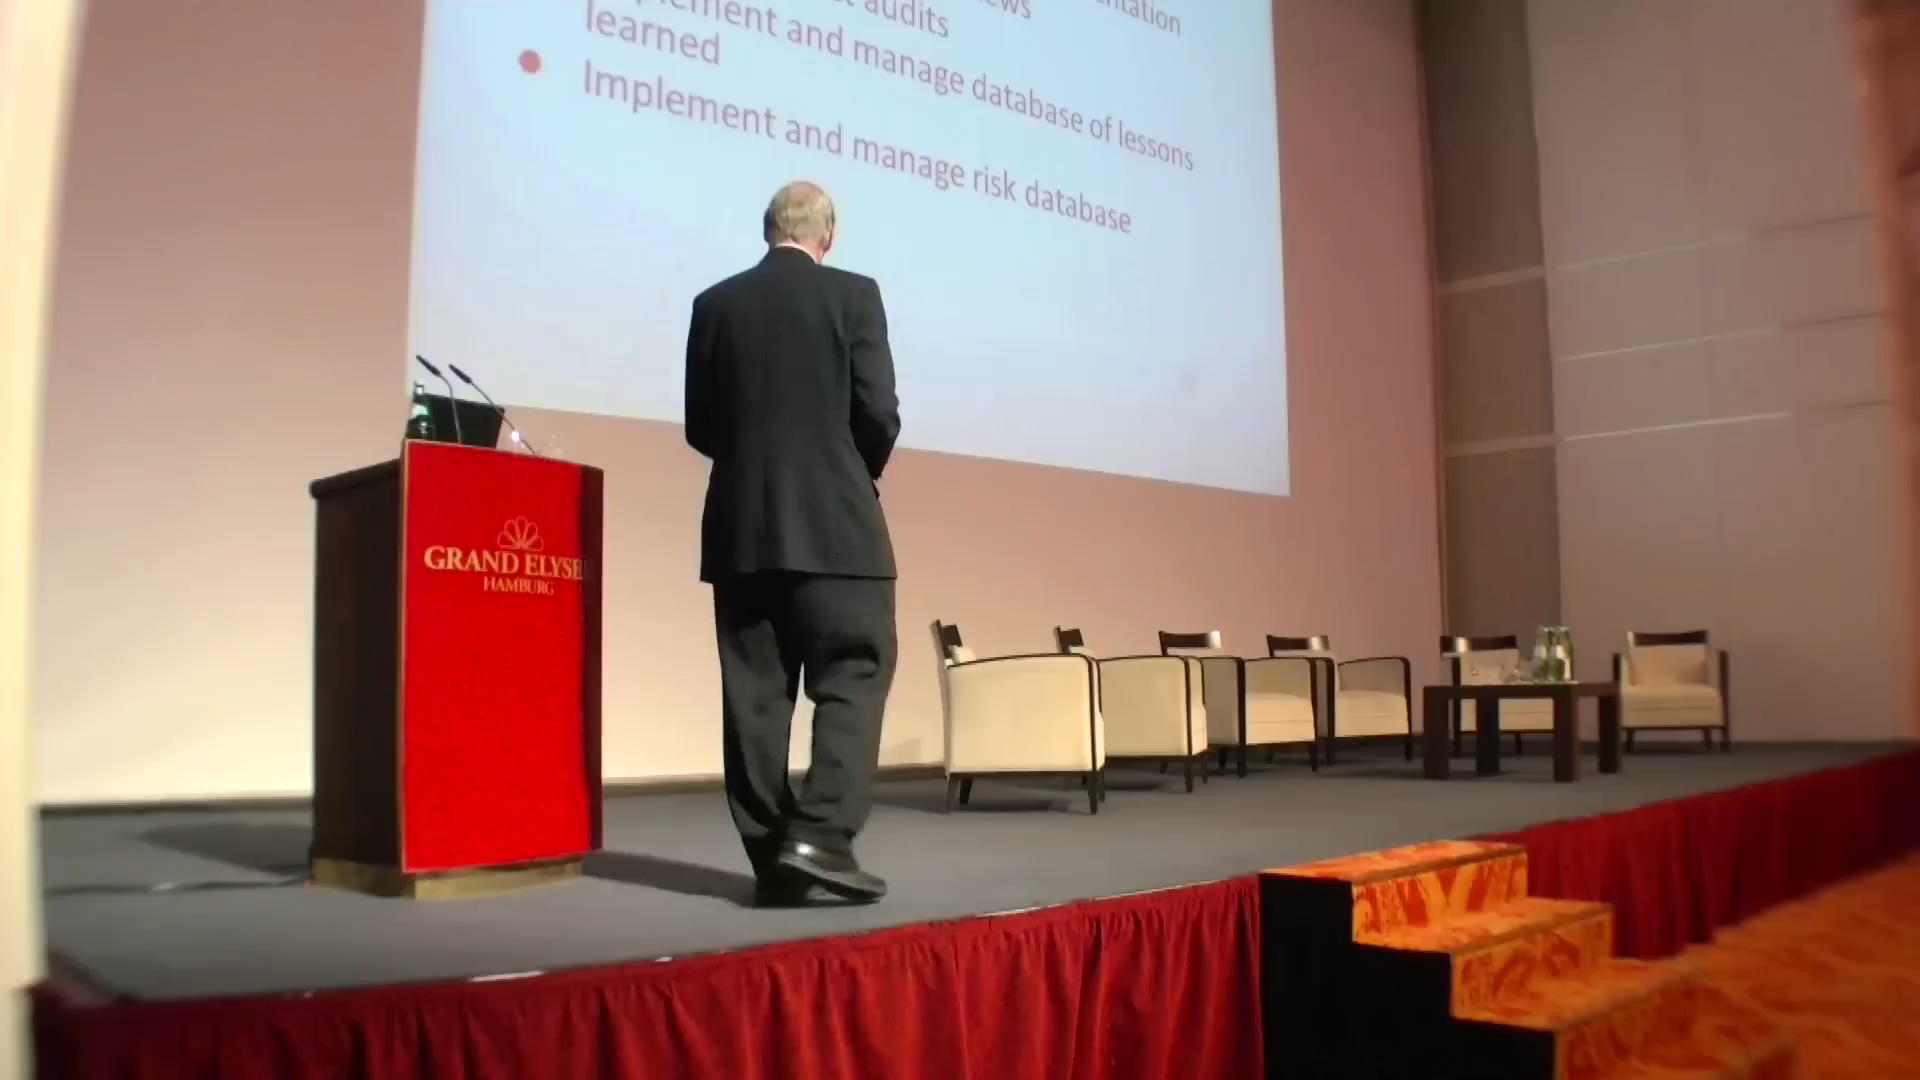 audits
Implement and manage database of lessons
learned
Implement and manage risk database
GRAND ELYSE
HAMBURG